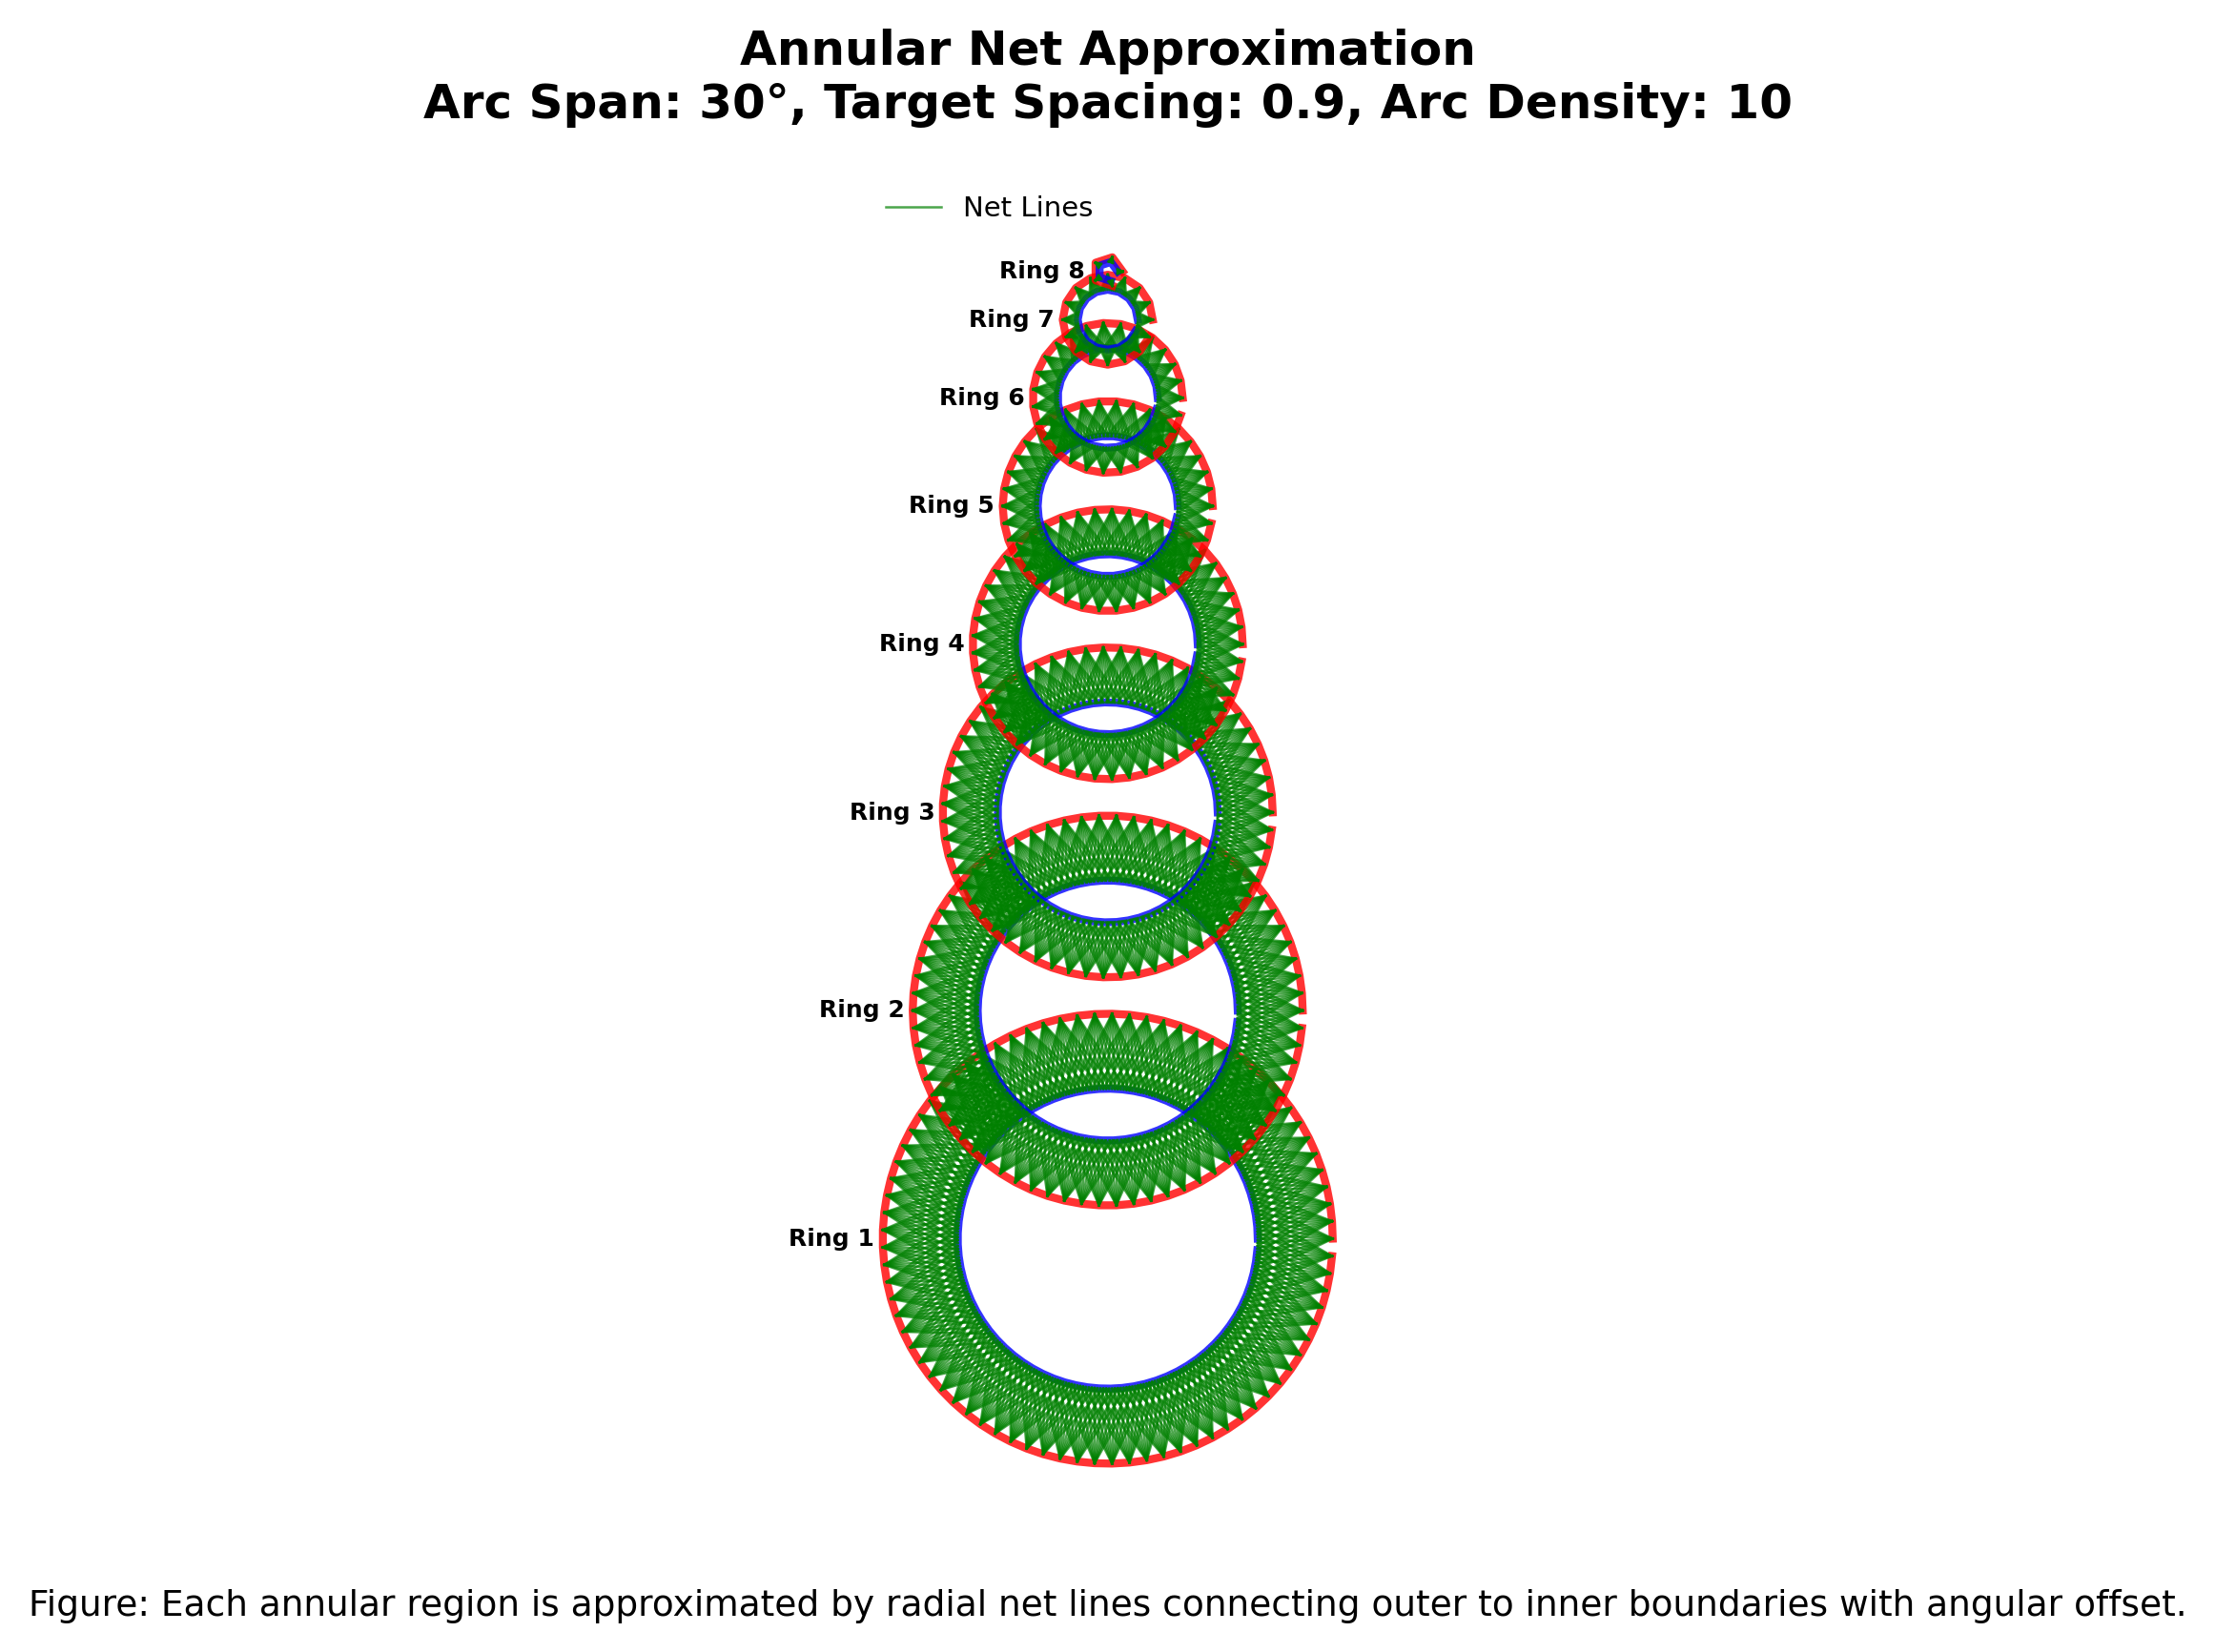 Annular Net Approximation
Arc Span: 30°, Target Spacing: 0.9, Arc Density: 10
Net Lines
Ring 8
Ring 7
Ring 6
Ring 5
Ring 4
Ring 3
Ring 2
Ring 1
Figure: Each annular region is approximated by radial net lines connecting outer to inner boundaries with angular offset.